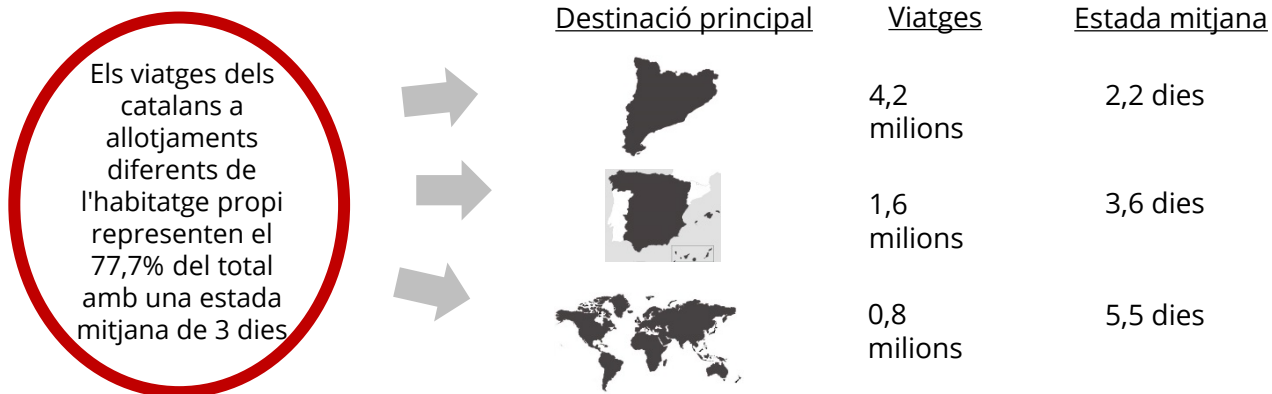 Els viatges dels
catalans a
allotjaments
diferents de
l'habitatge propi
representen el
77,7% del total
amb una estada
mitjana de 3 dies
Destinació principal
Viatges
Estada mitjana
4,2
milions
2,2 dies
1,6
milions
3,6 dies
0,8
milions
5,5 dies